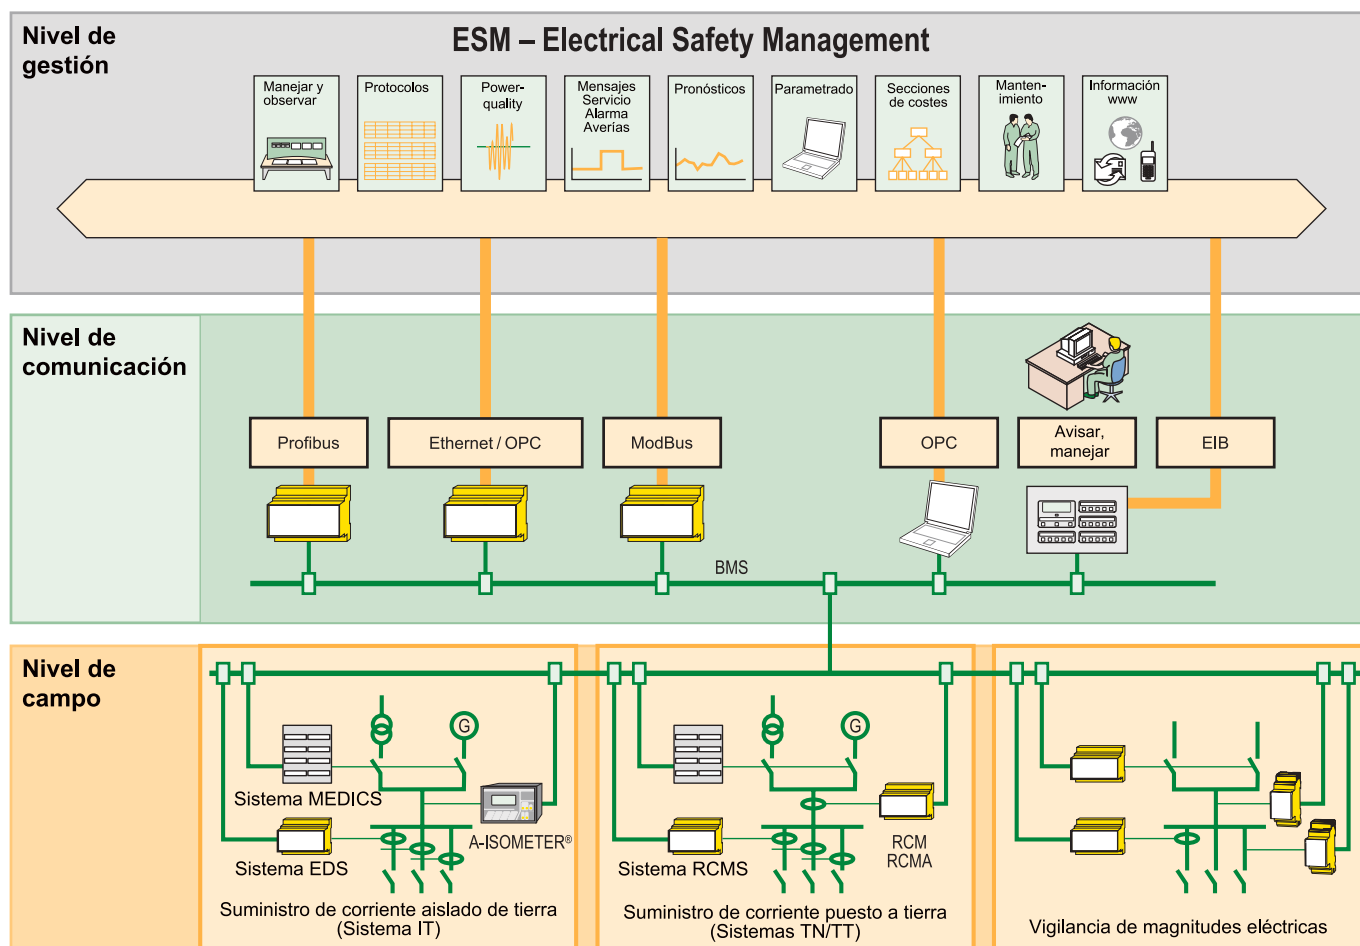 Nivel de
gestión
ESM – Electrical Safety Management
Manejar y
observar
Protocolos
Power-
quality
Mensajes
Servicio
Alarma
Averías
Pronósticos
Parametrado
Secciones
de costes
Manten-
imiento
Información
www
Nivel de
comunicación
Profibus
Ethernet / OPC
ModBus
OPC
Avisar,
manejar
EIB
BMS
Nivel de
campo
G
Sistema MEDICS
A-ISOMETER®
Sistema EDS
Suministro de corriente aislado de tierra
(Sistema IT)
G
Sistema RCMS
RCM
RCMA
Suministro de corriente puesto a tierra
(Sistemas TN/TT)
Vigilancia de magnitudes eléctricas